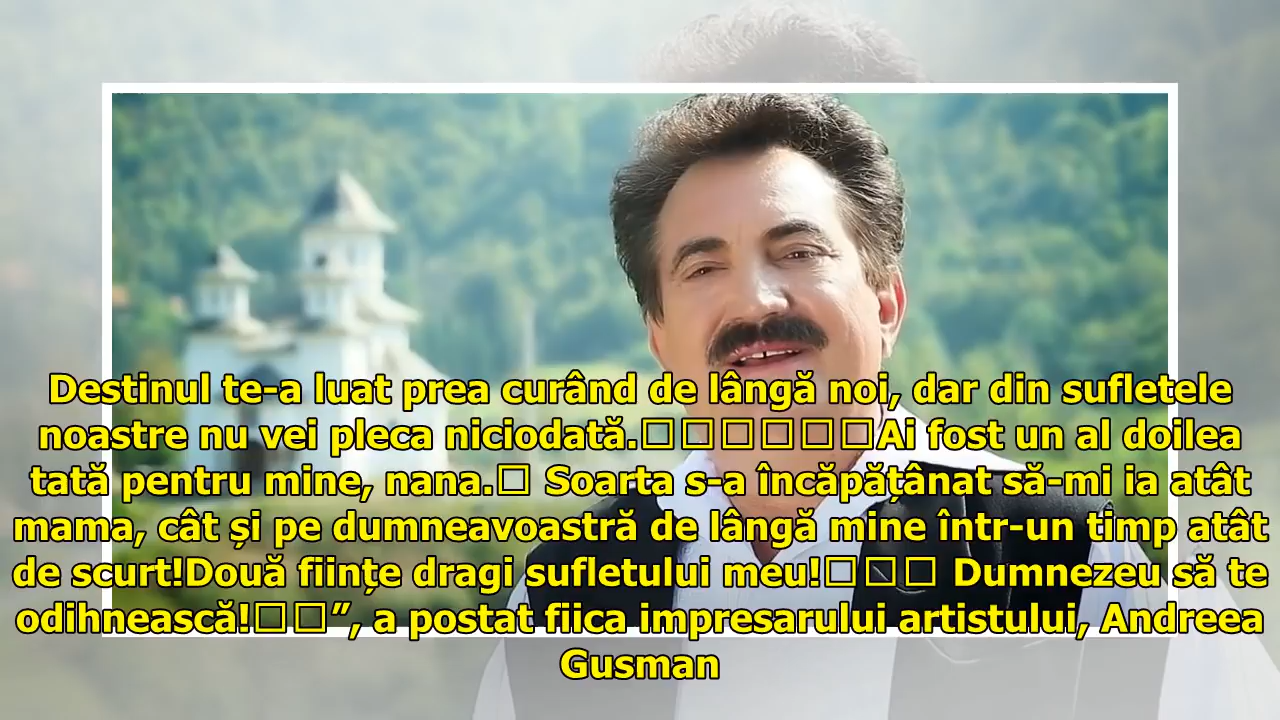 Destinul te-a luat prea curând de lângă noi, dar din sufletele
noastre nu vei pleca niciodată.□□□□□□Ai fost un al doilea
tată pentru mine, nana.□ Soarta s-a încăpățânat să-mi ia atât
mama, cât și pe dumneavoastră de lângă mine într-un timp atât
de scurt!Două ființe dragi sufletului meu!□□□ Dumnezeu să te
odihnească!□□”, a postat fiica impresarului artistului, Andreea
Gusman